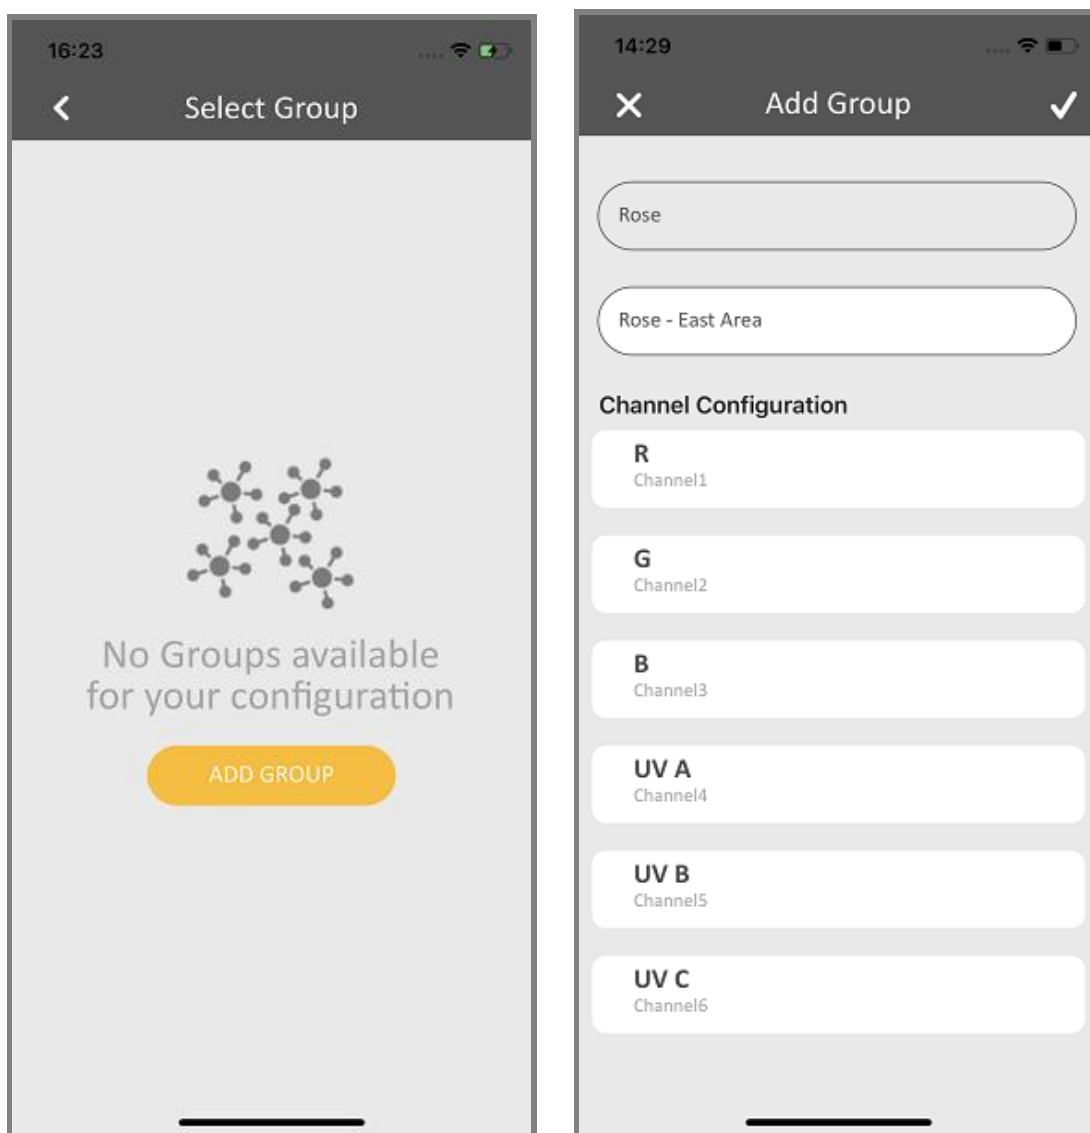 16:23
Select Group
No Groups available
for your configuration
ADD GROUP
14:29
Add Group
Rose
Rose - East Area
Channel Configuration
R
Channel1
G
Channel2
B
Channel3
UV A
Channel4
UV B
Channel5
UV C
Channel6